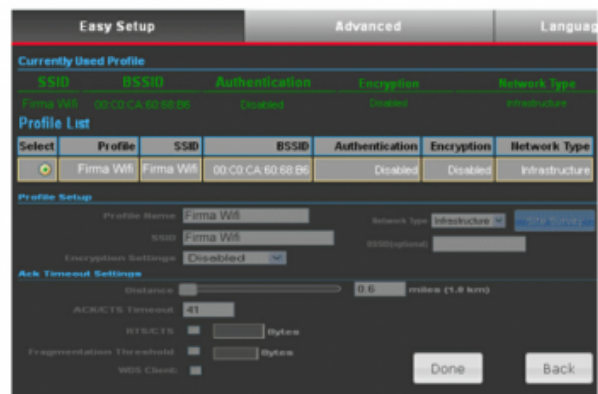 Easy Setup Advanced Languag
Currently Used Profile
SSID BSSID Authentication Encryption Network Type
Firma Wifi 00:C0:CA:60:68:B6 Disabled Disabled Infrastructure
Profile List
Select Profile SSID BSSID Authentication Encryption Network Type
Firma Wifi Firma Wifi 00:C0:CA:60:68:B6 Disabled Disabled Infrastructure
Profile Setup
Profile Name Firma Wifi Network Type Infrastructure Site Survey
SSID Firma Wifi BSSID(optional)
Encryption Settings Disabled
Ack Timeout Settings
Distance 0.6 miles (1.0 km)
ACK/CTS Timeout 41
RTS/CTS Bytes
Fragmentation Threshold Bytes
WDS Client:
Done Back